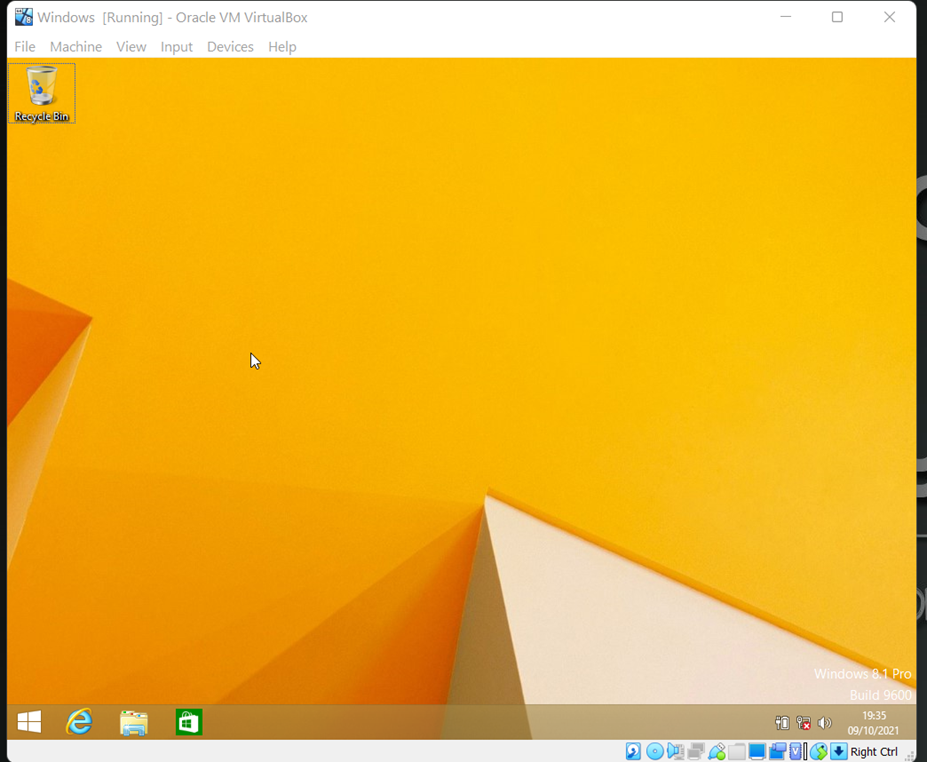 Windows [Running] - Oracle VM VirtualBox
File Machine View Input Devices Help
Recycle Bin
Windows 8.1 Pro
Build 9600
19:35
09/10/2021
Right Ctrl